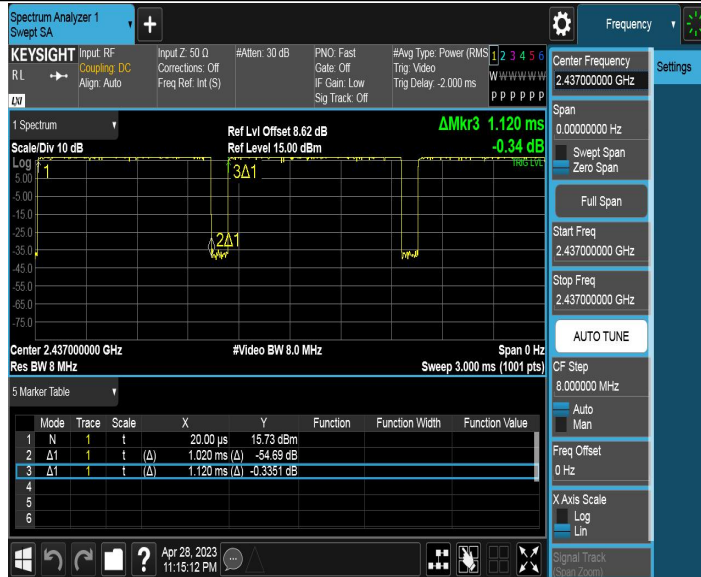 Spectrum Analyzer 1
Swept SA
+
Frequency
KEYSIGHT Input: RF
Coupling: DC
Align: Auto
RL
LXI
Input Z: 50 Ω
Corrections: Off
Freq Ref: Int (S)
#Atten: 30 dB
PNO: Fast
Gate: Off
IF Gain: Low
Sig Track: Off
#Avg Type: Power (RMS
Trig: Video
Trig Delay: -2.000 ms
1 2 3 4 5 6
W W W W W W
P P P P P P
1 Spectrum
Scale/Div 10 dB
Ref Lvl Offset 8.62 dB
Ref Level 15.00 dBm
ΔMkr3 1.120 ms
-0.34 dB
Log
TRIG LVL
1
3Δ1
2Δ1
5.00
-5.00
-15.0
-25.0
-35.0
-45.0
-55.0
-65.0
-75.0
Center 2.437000000 GHz
#Video BW 8.0 MHz
Span 0 Hz
Res BW 8 MHz
Sweep 3.000 ms (1001 pts)
5 Marker Table
Mode Trace Scale X Y Function Function Width Function Value
1 N 1 t 20.00 µs 15.73 dBm
2 Δ1 1 t (Δ) 1.020 ms (Δ) -54.69 dB
3 Δ1 1 t (Δ) 1.120 ms (Δ) -0.3351 dB
4
5
6
Apr 28, 2023
11:15:12 PM
?
Settings
Center Frequency
2.437000000 GHz
Span
0.00000000 Hz
Swept Span
Zero Span
Full Span
Start Freq
2.437000000 GHz
Stop Freq
2.437000000 GHz
AUTO TUNE
CF Step
8.000000 MHz
Auto
Man
Freq Offset
0 Hz
X Axis Scale
Log
Lin
Signal Track
(Span Zoom)